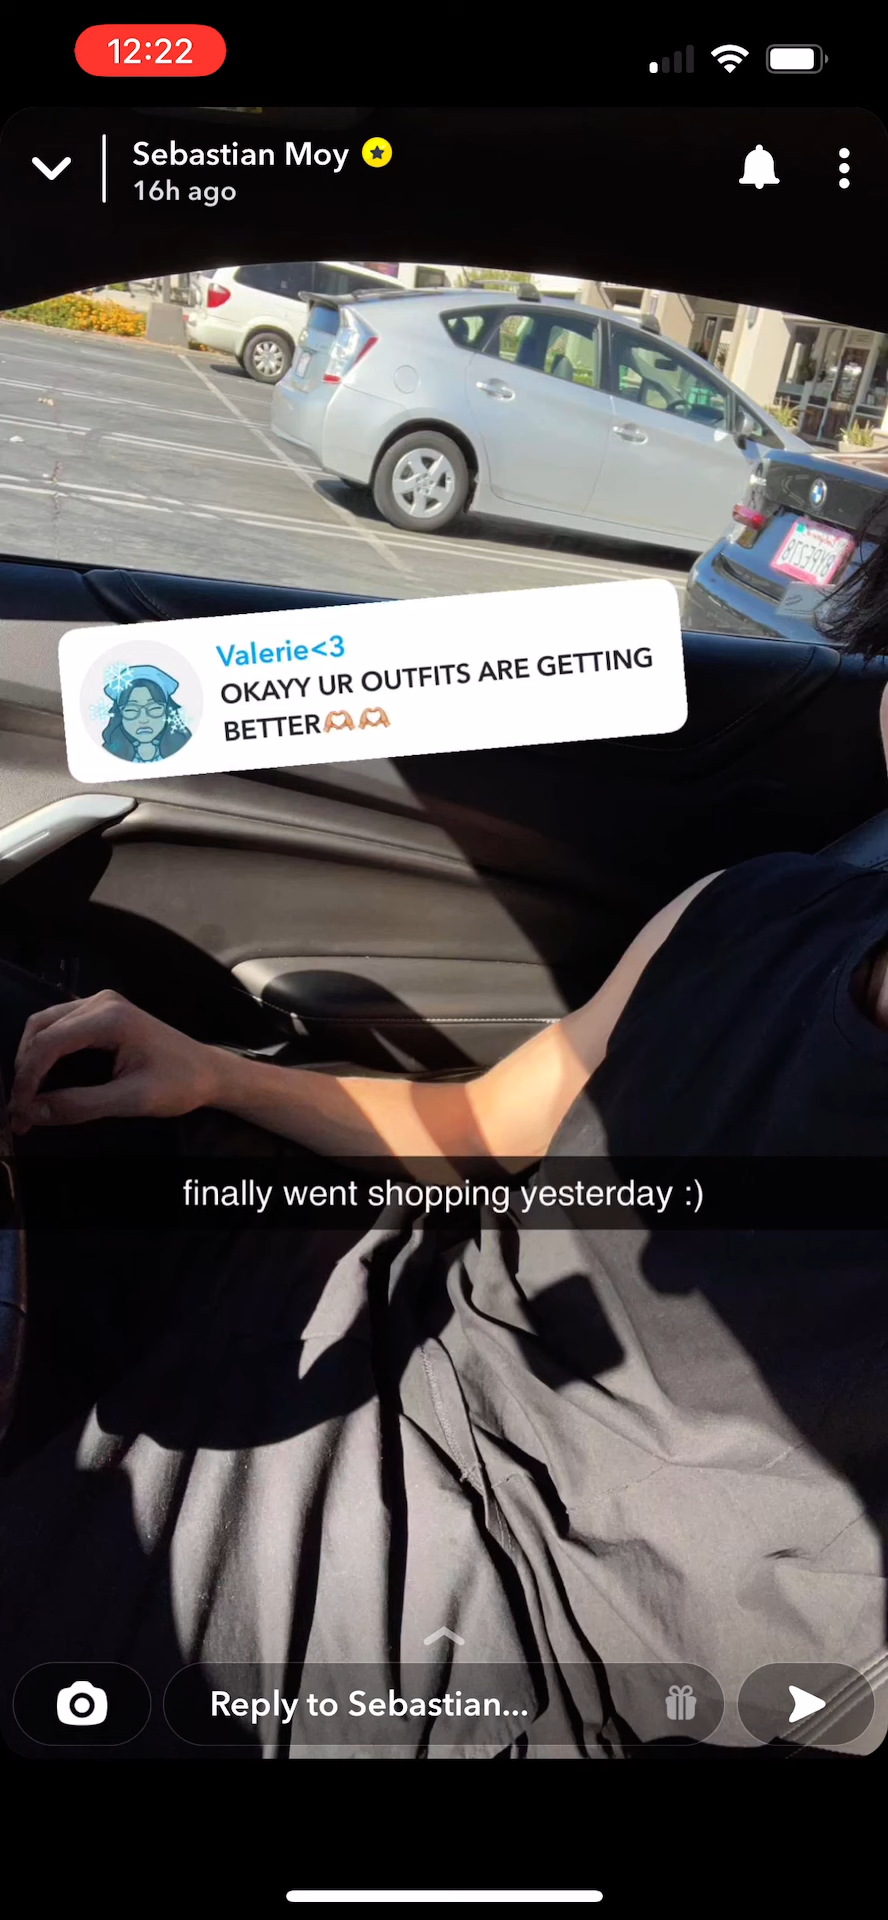 12:22
Sebastian Moy
16h ago
Valerie<3
OKAYY UR OUTFITS ARE GETTING
BETTER🫶🏼🫶🏼
finally went shopping yesterday :)
Reply to Sebastian...